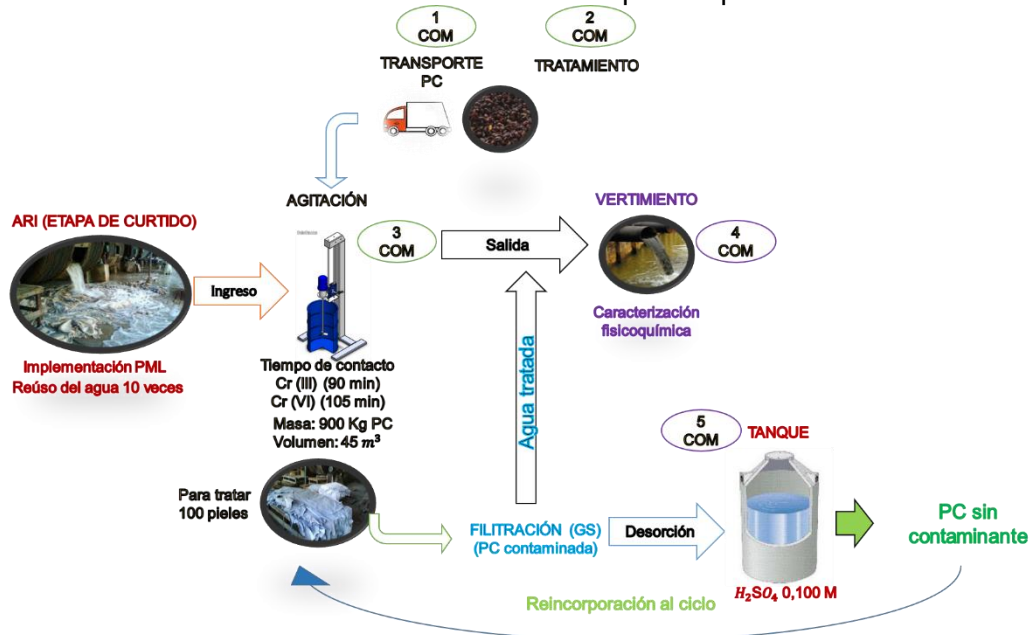 1
COM
2
COM
TRANSPORTE
PC
TRATAMIENTO
AGITACIÓN
ARI (ETAPA DE CURTIDO)
Ingreso
3
COM
Salida
VERTIMIENTO
4
COM
Caracterización
fisicoquímica
Implementación PML
Reúso del agua 10 veces
Tiempo de contacto
Cr (III) (90 min)
Cr (VI) (105 min)
Masa: 900 Kg PC
Volumen: 45 m³
Agua tratada
Para tratar
100 pieles
FILITRACIÓN (GS)
(PC contaminada)
Desorción
5
COM
TANQUE
H₂SO₄ 0,100 M
PC sin
contaminante
Reincorporación al ciclo